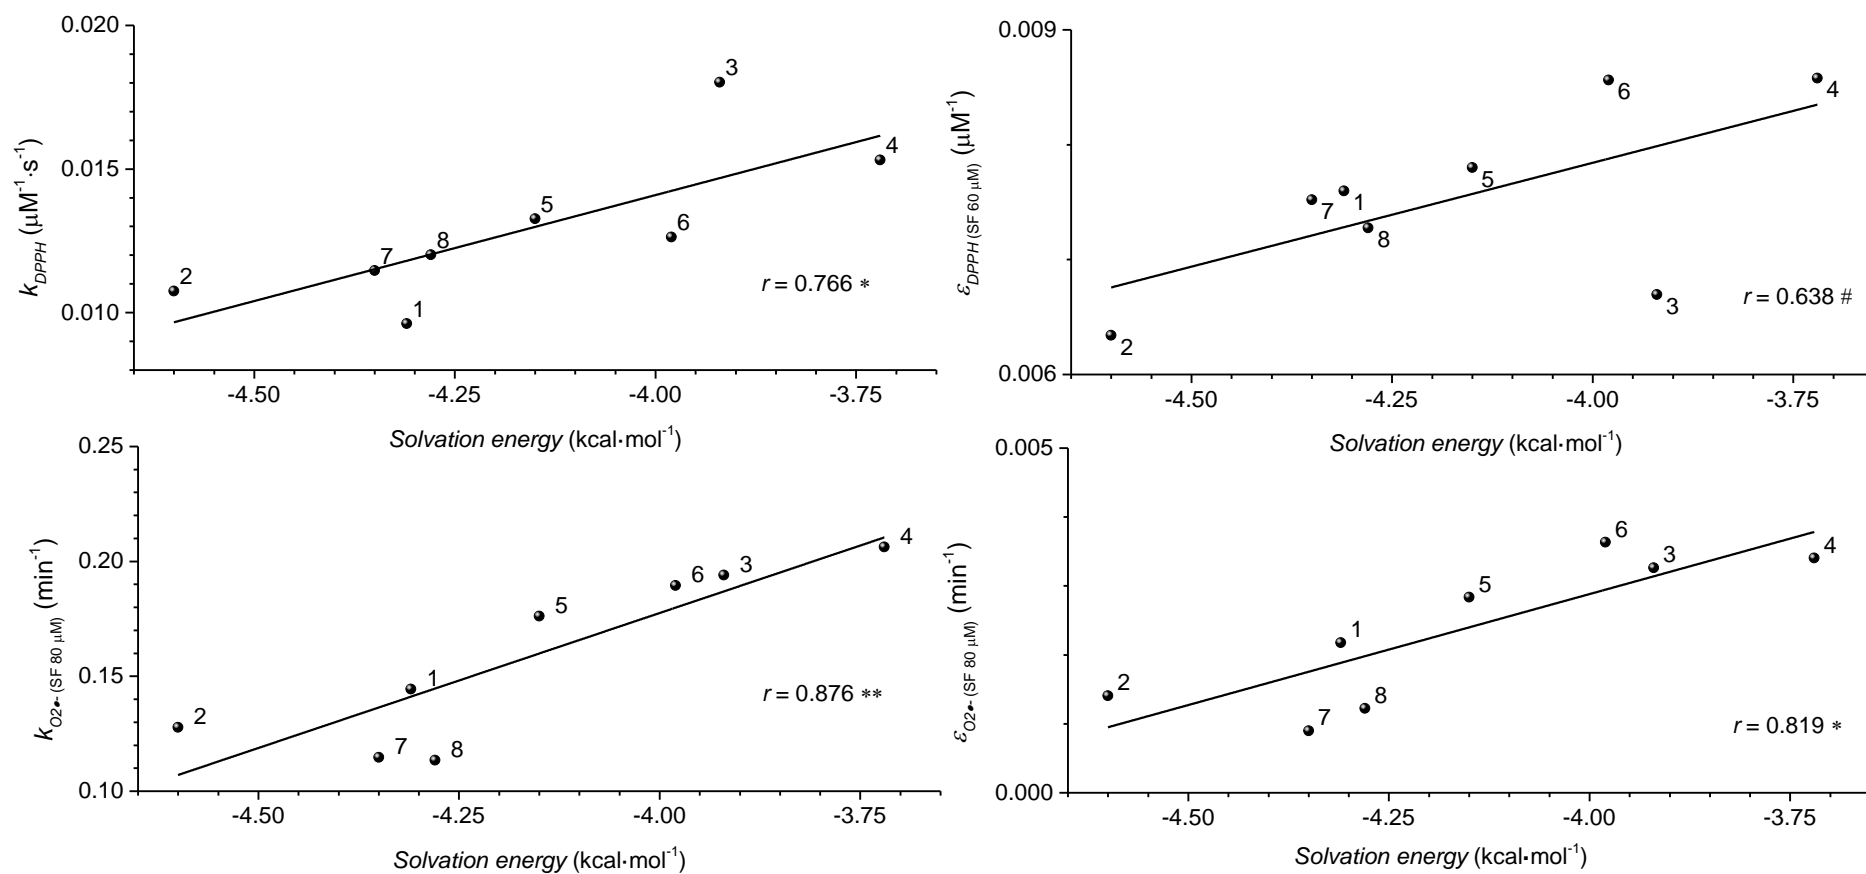 0.020
0.015
0.010
k_DPPH (μM⁻¹·s⁻¹)
3
4
5
6
8
7
2
1
r = 0.766 *
-4.50 -4.25 -4.00 -3.75
Solvation energy (kcal·mol⁻¹)
0.009
0.006
ε_DPPH (SF 60 μM) (μM⁻¹)
6
4
5
7
1
8
3
2
r = 0.638 #
-4.50 -4.25 -4.00 -3.75
Solvation energy (kcal·mol⁻¹)
0.25
0.20
0.15
0.10
k_O2•- (SF 80 μM) (min⁻¹)
4
3
6
5
1
2
7
8
r = 0.876 **
-4.50 -4.25 -4.00 -3.75
Solvation energy (kcal·mol⁻¹)
0.005
0.000
ε_O2•- (SF 80 μM) (min⁻¹)
6
3
4
5
1
2
8
7
r = 0.819 *
-4.50 -4.25 -4.00 -3.75
Solvation energy (kcal·mol⁻¹)